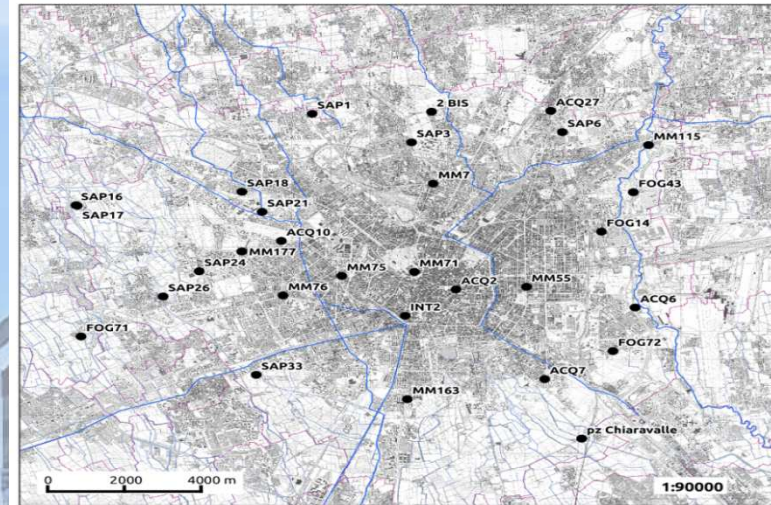 SAP1
2 BIS
ACQ27
SAP3
SAP6
MM115
MM7
SAP18
FOG43
SAP16
SAP17
SAP21
FOG14
ACQ10
MM177
SAP24
MM75
MM71
SAP26
MM76
ACQ2
MM55
INT2
ACQ6
FOG71
FOG72
SAP33
ACQ7
MM163
pz Chiaravalle
0 2000 4000 m
1:90000